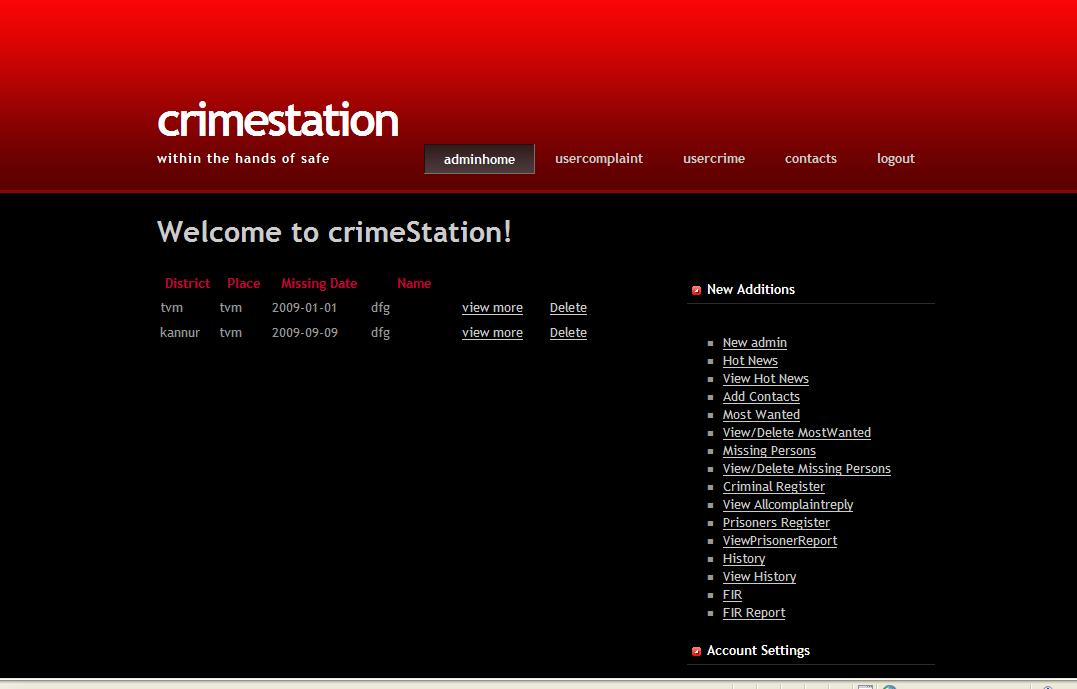 crimestation
within the hands of safe
adminhome usercomplaint usercrime contacts logout
Welcome to crimeStation!
District Place Missing Date Name
tvm tvm 2009-01-01 dfg view more Delete
kannur tvm 2009-09-09 dfg view more Delete
New Additions
New admin
Hot News
View Hot News
Add Contacts
Most Wanted
View/Delete MostWanted
Missing Persons
View/Delete Missing Persons
Criminal Register
View Allcomplaintreply
Prisoners Register
ViewPrisonerReport
History
View History
FIR
FIR Report
Account Settings